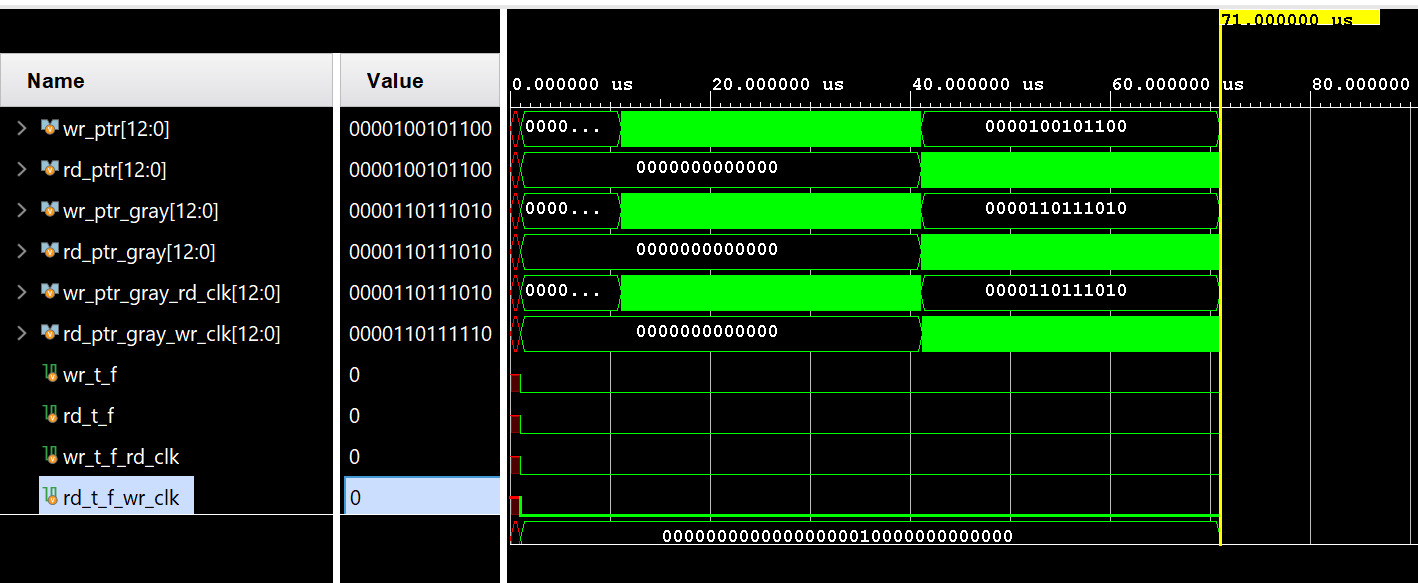 71.000000 us
Name Value
0.000000 us 20.000000 us 40.000000 us 60.000000 us 80.000000
wr_ptr[12:0] 0000100101100 0000... 0000100101100
rd_ptr[12:0] 0000100101100 0000000000000
wr_ptr_gray[12:0] 0000110111010 0000... 0000110111010
rd_ptr_gray[12:0] 0000110111010 0000000000000
wr_ptr_gray_rd_clk[12:0] 0000110111010 0000... 0000110111010
rd_ptr_gray_wr_clk[12:0] 0000110111110 0000000000000
wr_t_f 0
rd_t_f 0
wr_t_f_rd_clk 0
rd_t_f_wr_clk 0
00000000000000000010000000000000